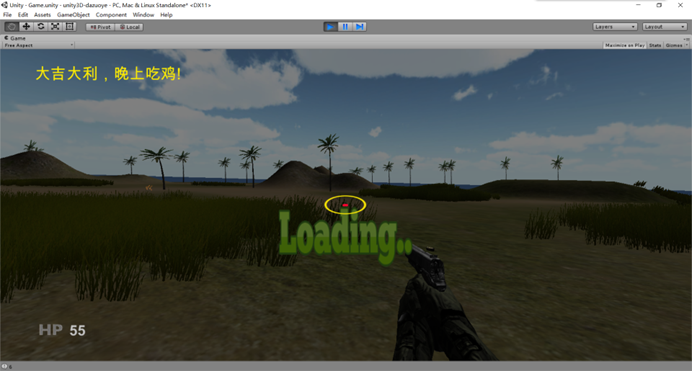 Unity - Game.unity - unity3D-dazuoye - PC, Mac & Linux Standalone* <DX11>
File Edit Assets GameObject Component Window Help
Pivot Local Layers Layout
Game
Free Aspect Maximize on Play Stats Gizmos
大吉大利，晚上吃鸡!
Loading..
HP 55